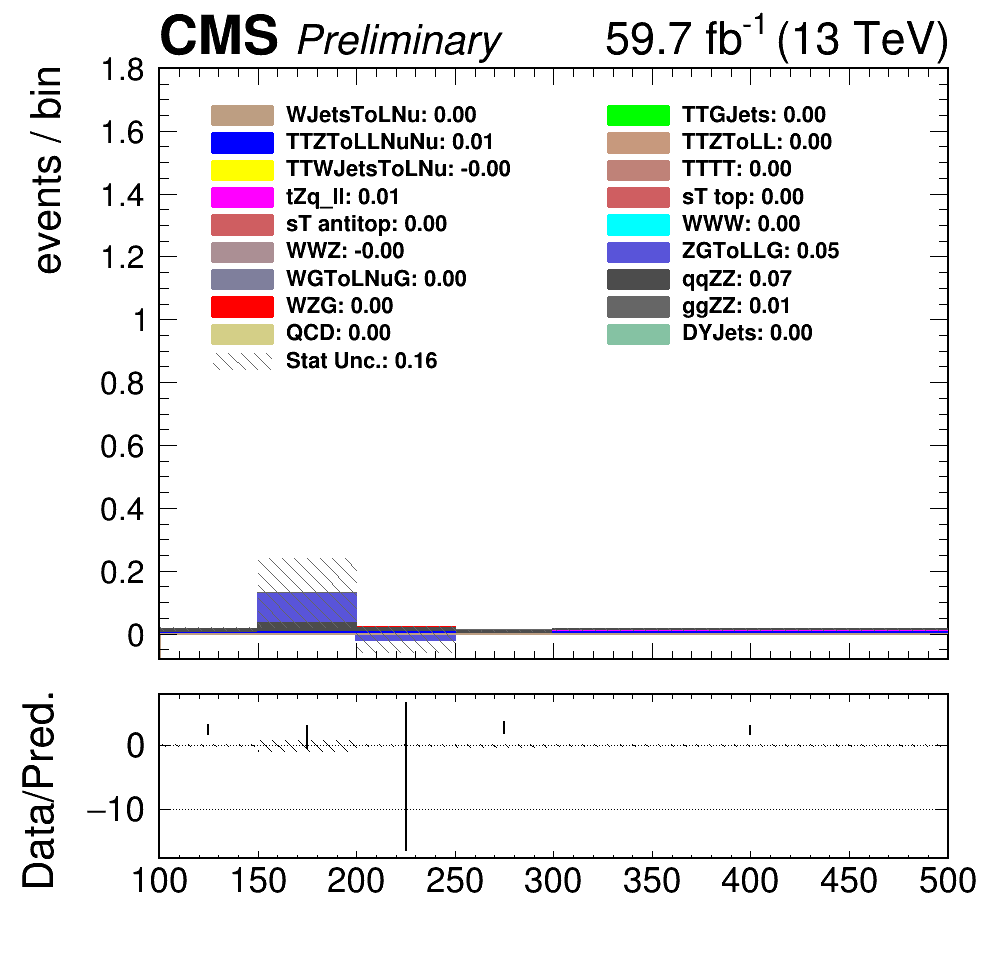 CMS Preliminary 59.7 fb-1 (13 TeV)
events / bin
1.8
1.6
1.4
1.2
1
0.8
0.6
0.4
0.2
0
WJetsToLNu: 0.00
TTZToLLNuNu: 0.01
TTWJetsToLNu: -0.00
tZq_ll: 0.01
sT antitop: 0.00
WWZ: -0.00
WGToLNuG: 0.00
WZG: 0.00
QCD: 0.00
Stat Unc.: 0.16
TTGJets: 0.00
TTZToLL: 0.00
TTTT: 0.00
sT top: 0.00
WWW: 0.00
ZGToLLG: 0.05
qqZZ: 0.07
ggZZ: 0.01
DYJets: 0.00
Data/Pred.
0
−10
100 150 200 250 300 350 400 450 500